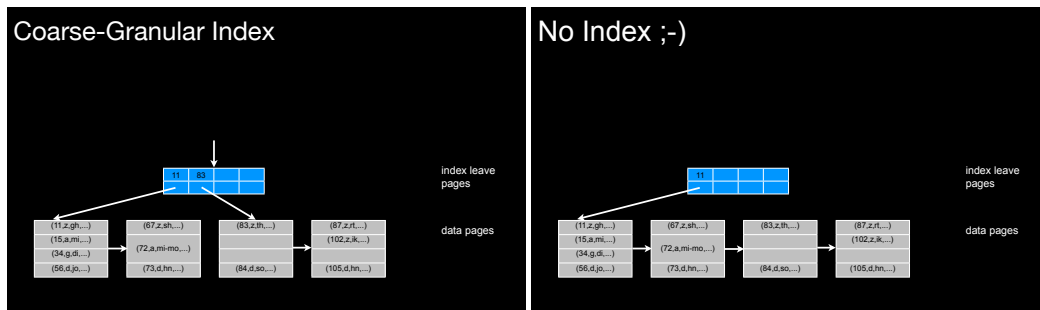 Coarse-Granular Index
11 83
index leave
pages
(11,z,gh,...) (67,z,sh,...) (83,z,th,...) (87,z,rt,...)
data pages
(15,a,mi,...) (102,z,ik,...)
(72,a,mi-mo,...)
(34,g,di,...)
(56,d,jo,...) (73,d,hn,...) (84,d,so,...) (105,d,hn,...)
No Index ;-)
11
index leave
pages
(11,z,gh,...) (67,z,sh,...) (83,z,th,...) (87,z,rt,...)
data pages
(15,a,mi,...) (102,z,ik,...)
(72,a,mi-mo,...)
(34,g,di,...)
(56,d,jo,...) (73,d,hn,...) (84,d,so,...) (105,d,hn,...)